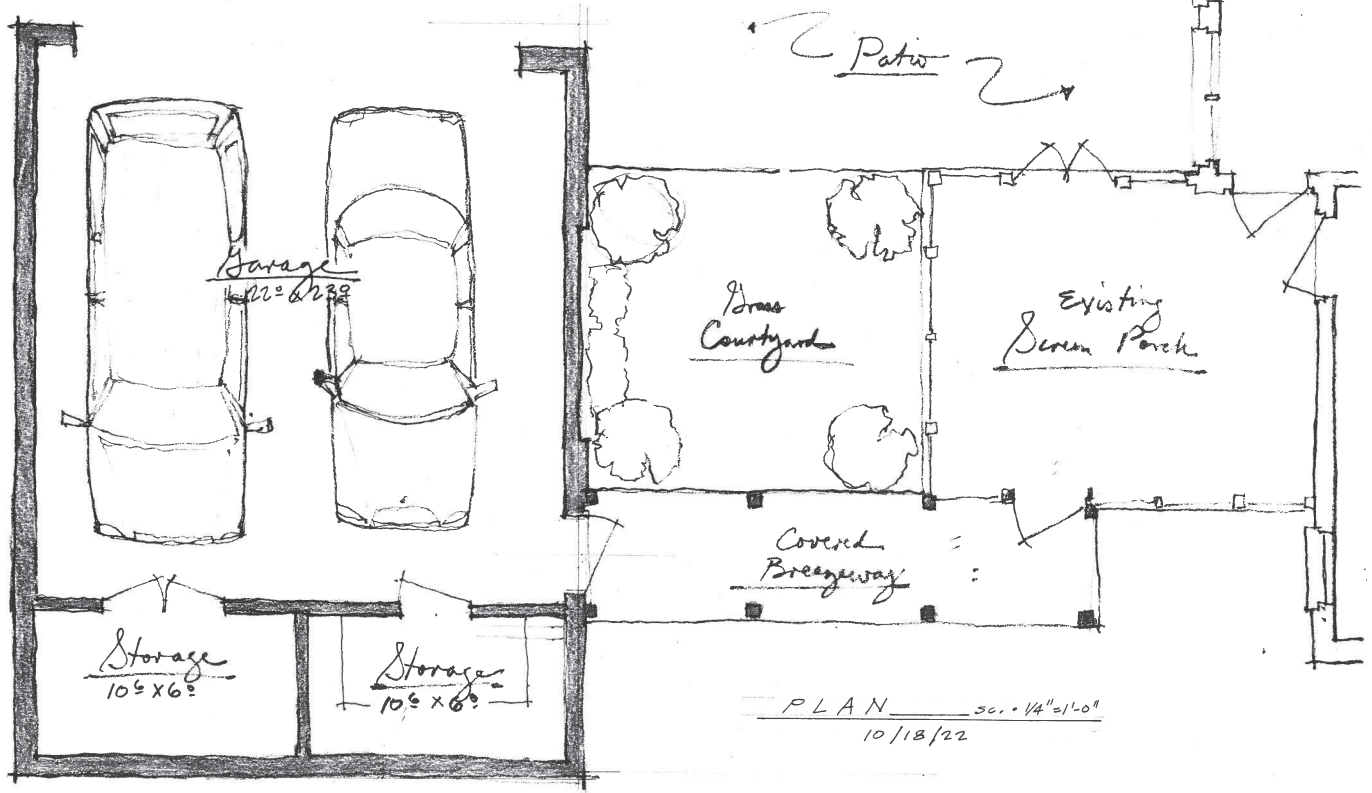 Patio
Garage
22⁰ x 23⁰
Grass
Courtyard
Existing
Screen Porch
Covered
Breezeway
Storage
10⁶ x 6⁰
Storage
10⁶ x 6⁰
PLAN sc. • 1/4"=1'-0"
10/18/22